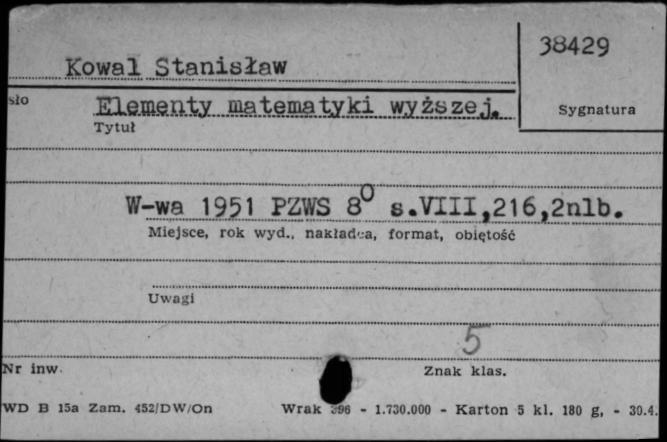 38429
Kowal Stanisław
sło
Elementy matematyki wyższej.
Sygnatura
Tytuł
W-wa 1951 PZWS 8⁰ s.VIII,216,2nlb.
Miejsce, rok wyd., nakładca, format, objętość
Uwagi
5
Nr inw.
Znak klas.
WD B 15a Zam. 452/DW/On Wrak 396 - 1.730.000 - Karton 5 kl. 180 g, - 30.4.